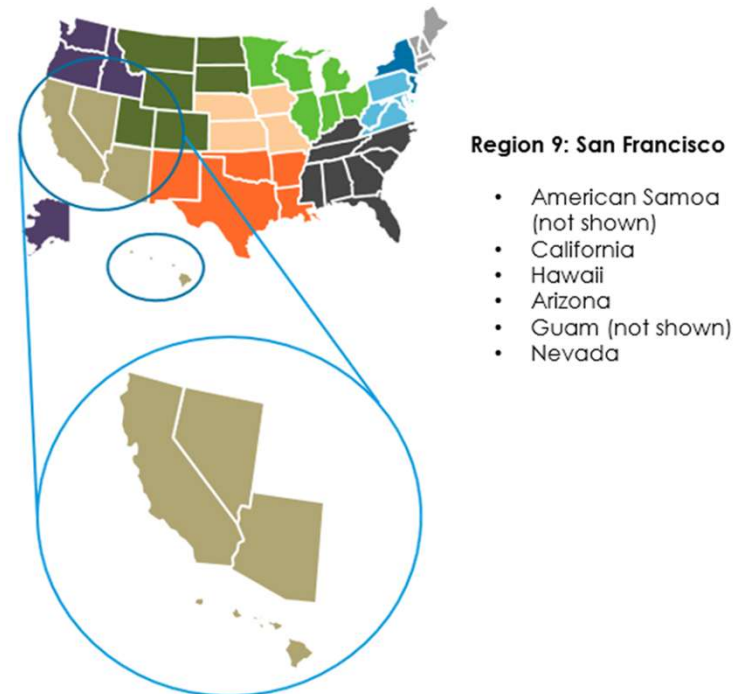 Region 9: San Francisco
• American Samoa
(not shown)
• California
• Hawaii
• Arizona
• Guam (not shown)
• Nevada